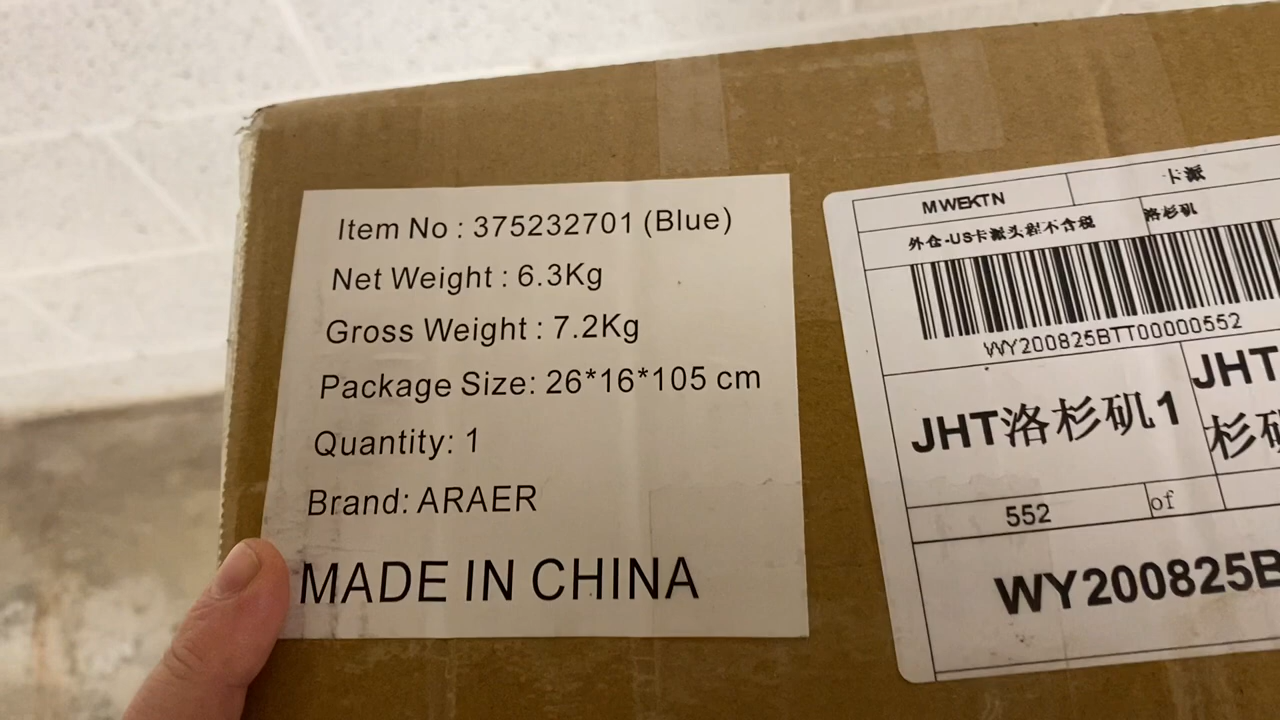 Item No : 375232701 (Blue)
Net Weight : 6.3Kg
Gross Weight : 7.2Kg
Package Size: 26*16*105 cm
Quantity: 1
Brand: ARAER
MADE IN CHINA
MWEKTN
卡派
外仓-US卡派头程不含税
洛杉矶
WY200825BTT00000552
JHT洛杉矶1
JHT
杉矶
552
of
WY200825B